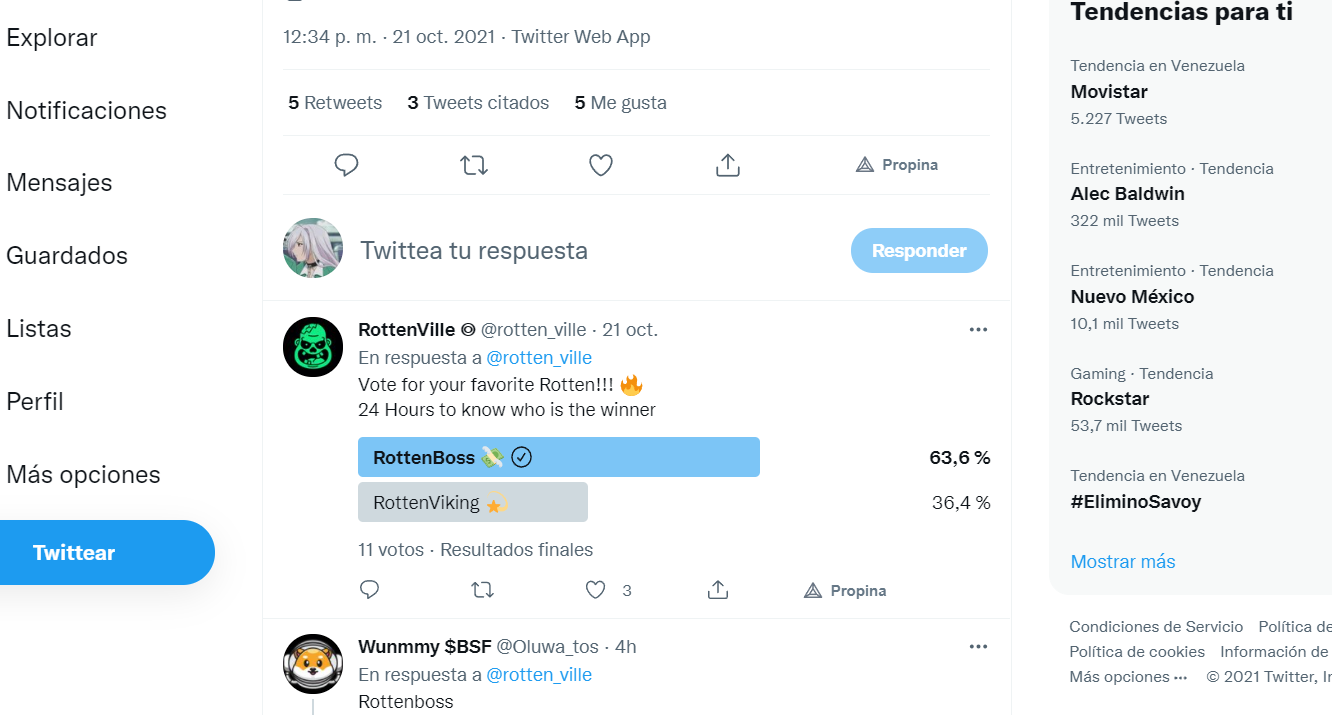 Explorar
Notificaciones
Mensajes
Guardados
Listas
Perfil
Más opciones
Twittear
12:34 p. m. · 21 oct. 2021 · Twitter Web App
5 Retweets 3 Tweets citados 5 Me gusta
Propina
Twittea tu respuesta
Responder
RottenVille @rotten_ville · 21 oct.
En respuesta a @rotten_ville
Vote for your favorite Rotten!!! 🔥
24 Hours to know who is the winner
RottenBoss 💸 63,6 %
RottenViking 💫 36,4 %
11 votos · Resultados finales
3
Propina
Wunmmy $BSF @Oluwa_tos · 4h
En respuesta a @rotten_ville
Rottenboss
Tendencias para ti
Tendencia en Venezuela
Movistar
5.227 Tweets
Entretenimiento · Tendencia
Alec Baldwin
322 mil Tweets
Entretenimiento · Tendencia
Nuevo México
10,1 mil Tweets
Gaming · Tendencia
Rockstar
53,7 mil Tweets
Tendencia en Venezuela
#EliminoSavoy
Mostrar más
Condiciones de Servicio Política de
Política de cookies Información de
Más opciones ··· © 2021 Twitter, In